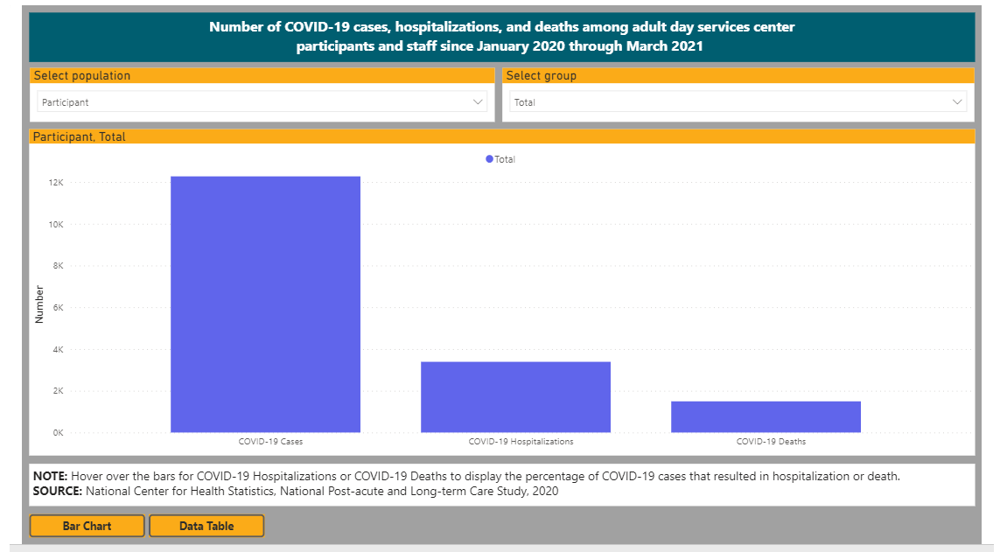 Number of COVID-19 cases, hospitalizations, and deaths among adult day services center
participants and staff since January 2020 through March 2021
Select population
Participant
Select group
Total
Participant, Total
Total
12K
10K
8K
6K
4K
2K
0K
Number
COVID-19 Cases
COVID-19 Hospitalizations
COVID-19 Deaths
NOTE: Hover over the bars for COVID-19 Hospitalizations or COVID-19 Deaths to display the percentage of COVID-19 cases that resulted in hospitalization or death.
SOURCE: National Center for Health Statistics, National Post-acute and Long-term Care Study, 2020
Bar Chart
Data Table